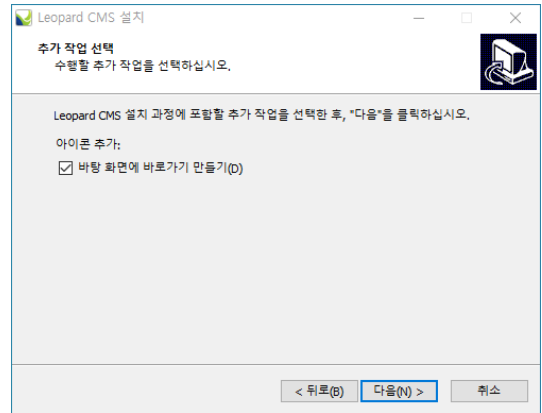 Leopard CMS 설치
추가 작업 선택
수행할 추가 작업을 선택하십시오.
Leopard CMS 설치 과정에 포함할 추가 작업을 선택한 후, "다음"을 클릭하십시오.
아이콘 추가:
바탕 화면에 바로가기 만들기(D)
< 뒤로(B) 다음(N) > 취소